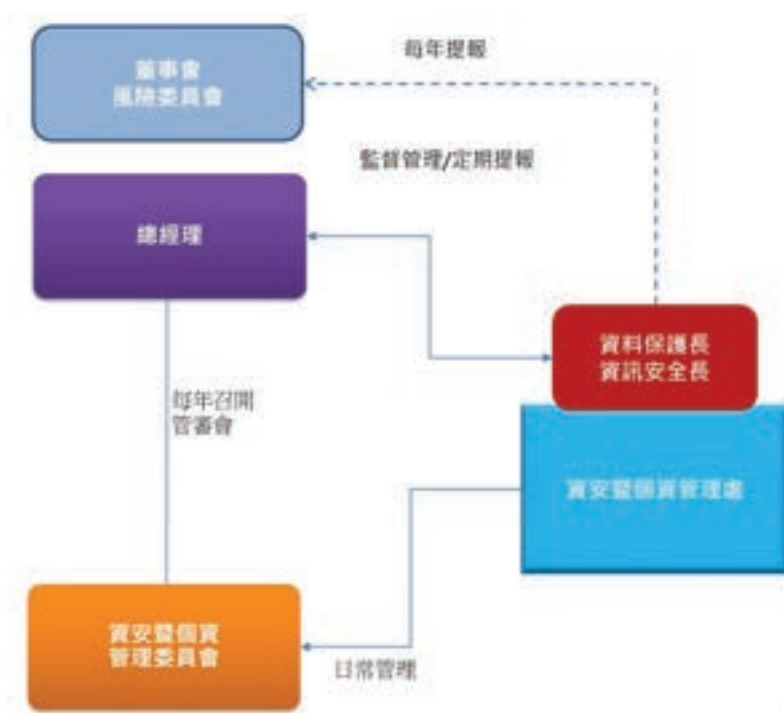 董事會
風險委員會
每年提報
監督管理/定期提報
總經理
資料保護長
資訊安全長
每年召開
管審會
資安暨個資管理處
資安暨個資
管理委員會
日常管理